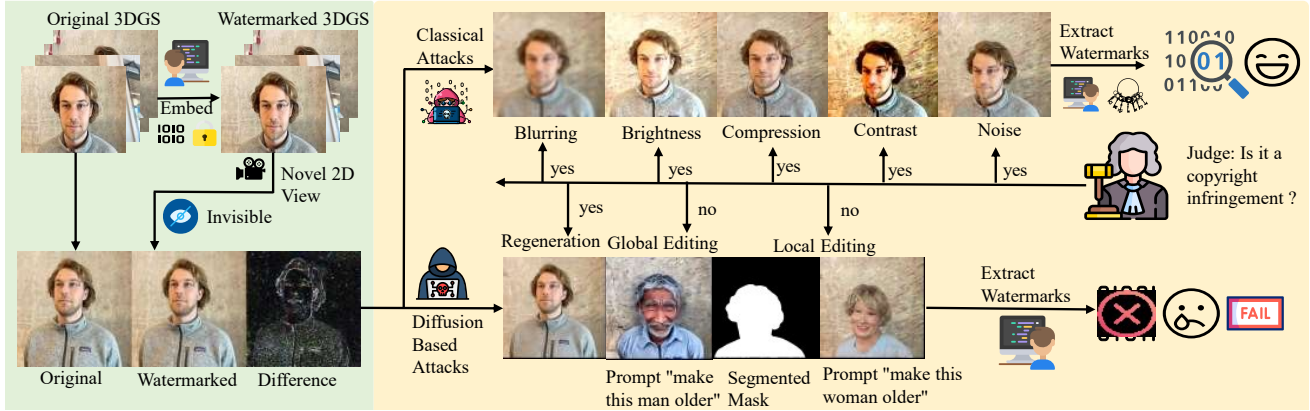 Original 3DGS
Watermarked 3DGS
Embed
1010
1010
Novel 2D
View
Invisible
Original
Watermarked
Difference
Classical
Attacks
Blurring
Brightness
Compression
Contrast
Noise
Extract
Watermarks
110010
10
01
01100
yes
yes
yes
yes
yes
Judge: Is it a
copyright
infringement ?
yes
no
no
Regeneration
Global Editing
Local Editing
Diffusion
Based
Attacks
Prompt "make
this man older"
Segmented
Mask
Prompt "make this
woman older"
Extract
Watermarks
FAIL